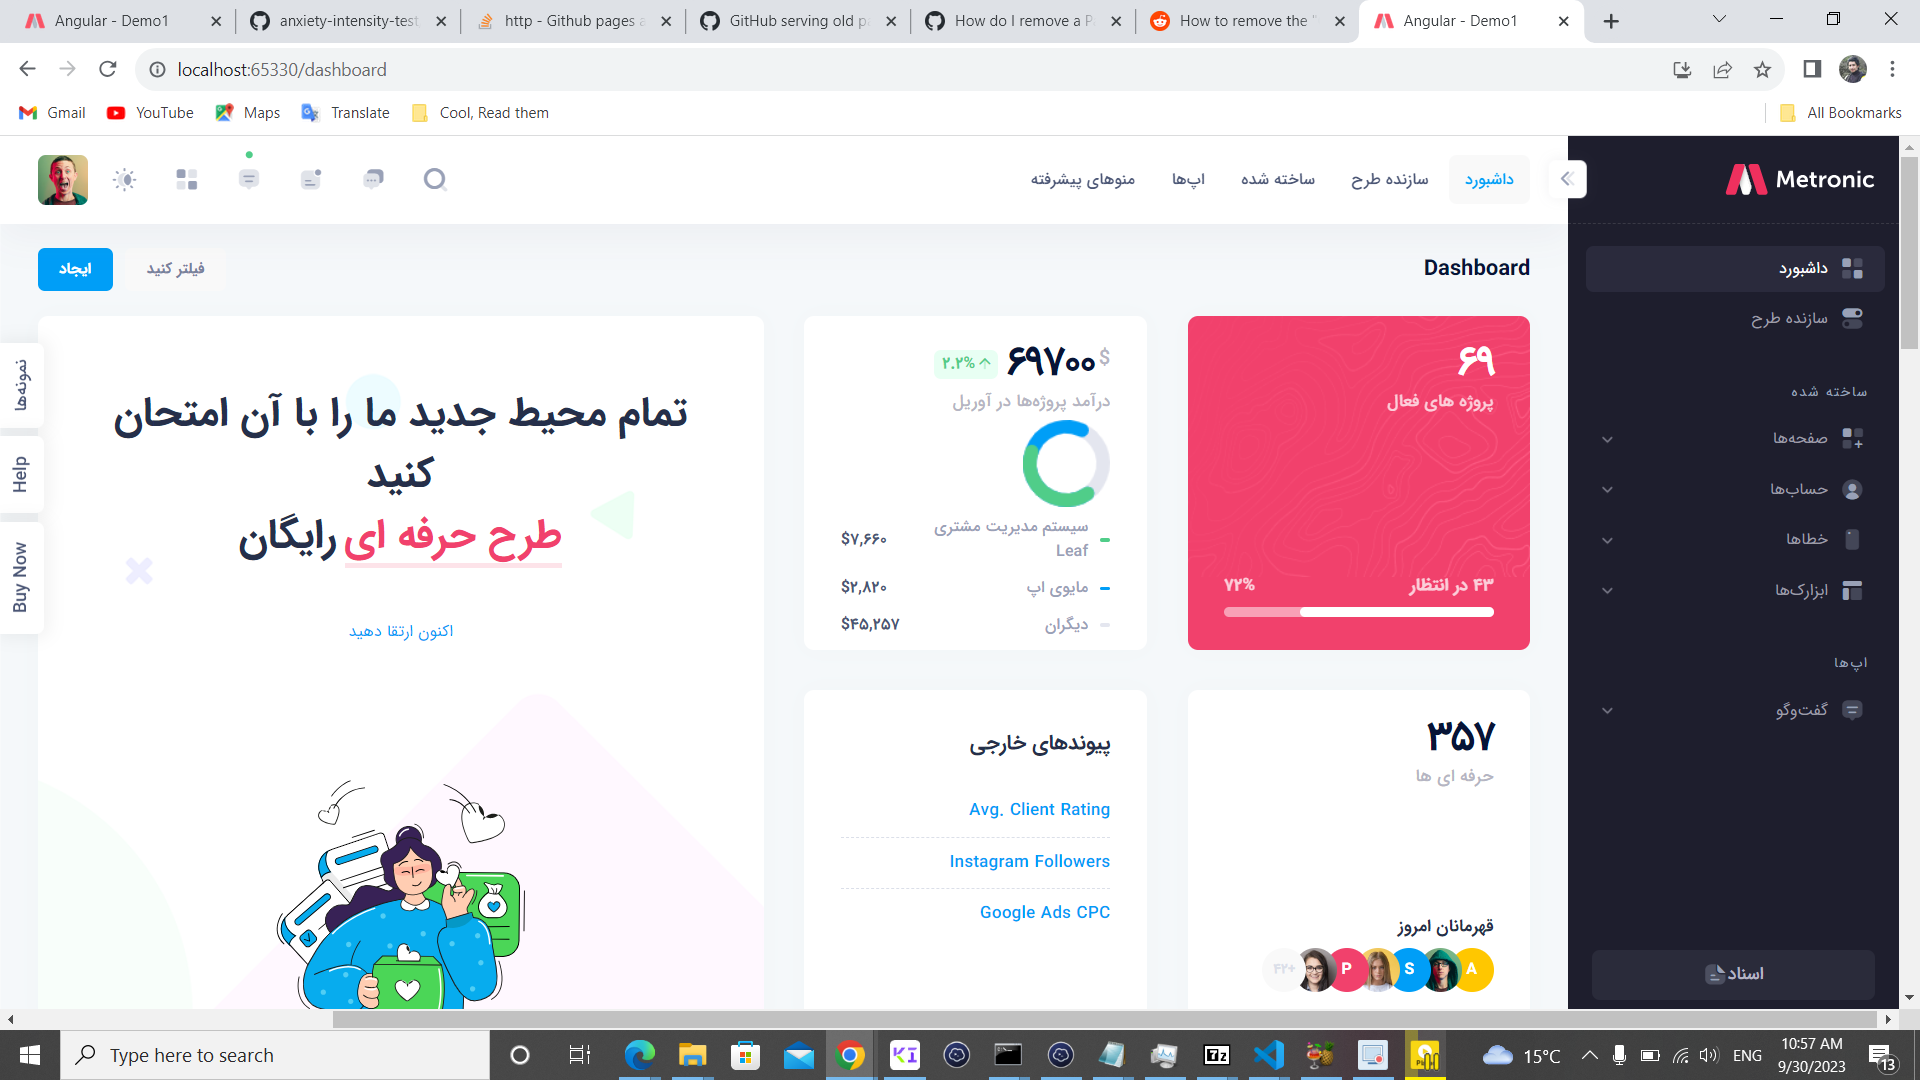 Angular - Demo1
anxiety-intensity-test
http - Github pages a
GitHub serving old pa
How do I remove a Pa
How to remove the "
Angular - Demo1
localhost:65330/dashboard
Gmail
YouTube
Maps
Translate
Cool, Read them
All Bookmarks
Metronic
داشبورد
سازنده طرح
ساخته شده
اپ‌ها
منوهای پیشرفته
Dashboard
فیلتر کنید
ایجاد
داشبورد
سازنده طرح
ساخته شده
صفحه‌ها
حساب‌ها
خطاها
ابزارک‌ها
اپ‌ها
گفت‌وگو
اسناد
۶۹
پروژه های فعال
۴۳ در انتظار
۷۲%
$ ۶۹۷۰۰
۲.۲%
درآمد پروژه‌ها در آوریل
سیستم مدیریت مشتری
Leaf
$۷,۶۶۰
مایوی اپ
$۲,۸۲۰
دیگران
$۴۵,۲۵۷
تمام محیط جدید ما را با آن امتحان
کنید
طرح حرفه ای رایگان
اکنون ارتقا دهید
نمونه‌ها
Help
Buy Now
۳۵۷
حرفه ای ها
قهرمانان امروز
A
S
P
+۴۲
پیوندهای خارجی
Avg. Client Rating
Instagram Followers
Google Ads CPC
Type here to search
15°C
ENG
10:57 AM
9/30/2023
13